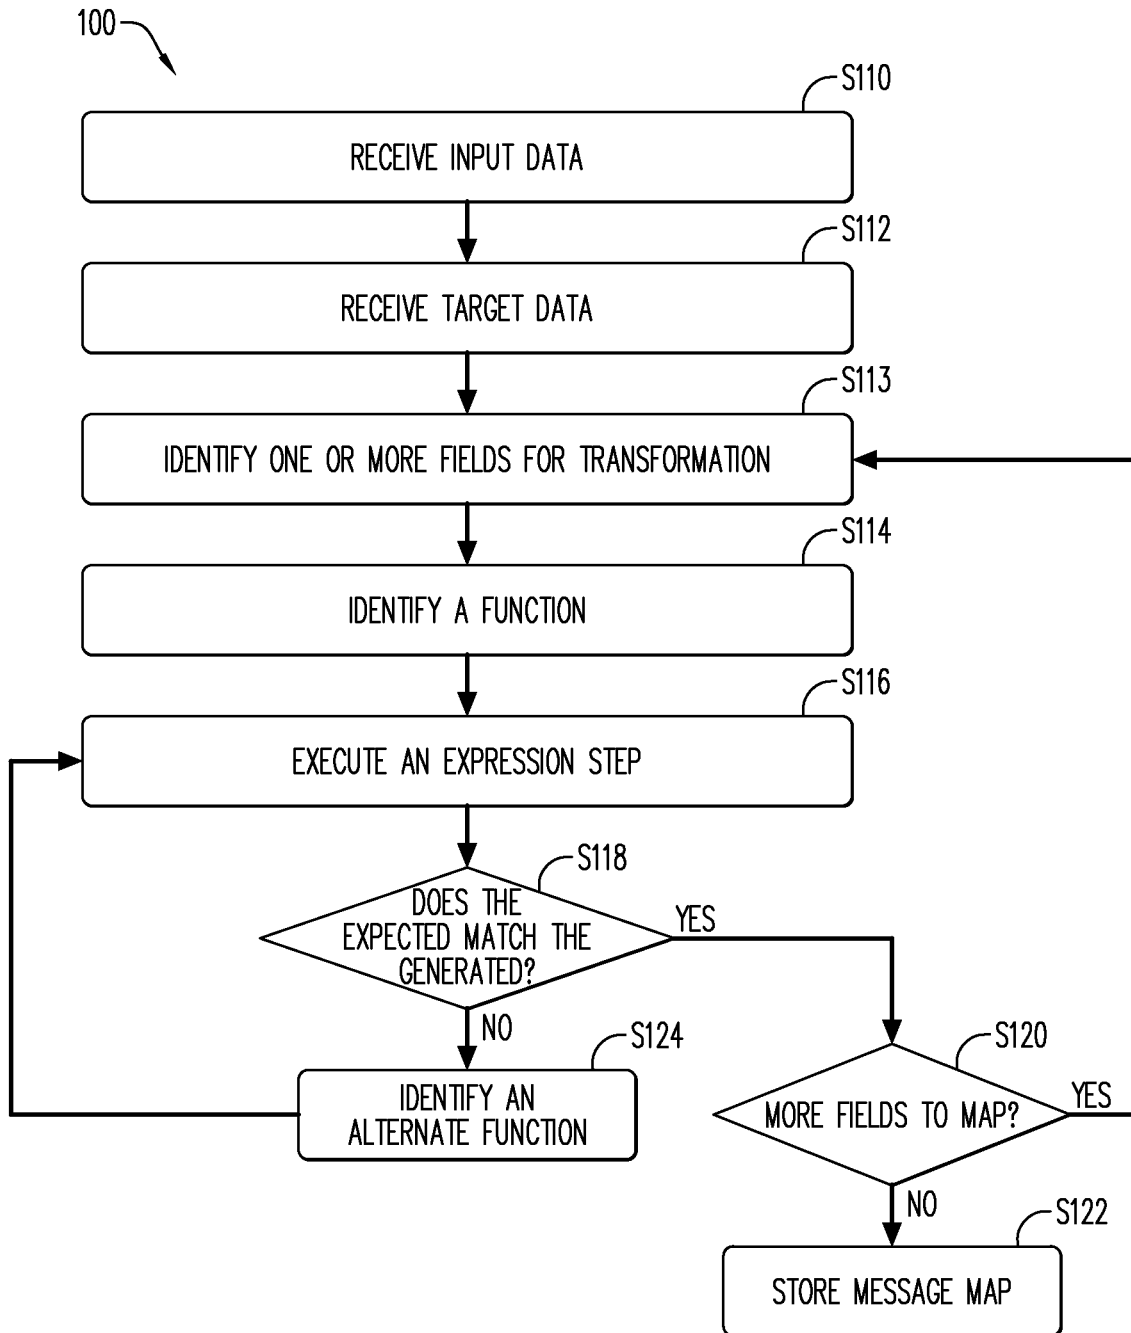 100
S110
RECEIVE INPUT DATA
S112
RECEIVE TARGET DATA
S113
IDENTIFY ONE OR MORE FIELDS FOR TRANSFORMATION
S114
IDENTIFY A FUNCTION
S116
EXECUTE AN EXPRESSION STEP
S118
DOES THE
EXPECTED MATCH THE
GENERATED?
YES
NO
S124
IDENTIFY AN
ALTERNATE FUNCTION
S120
MORE FIELDS TO MAP?
YES
NO
S122
STORE MESSAGE MAP